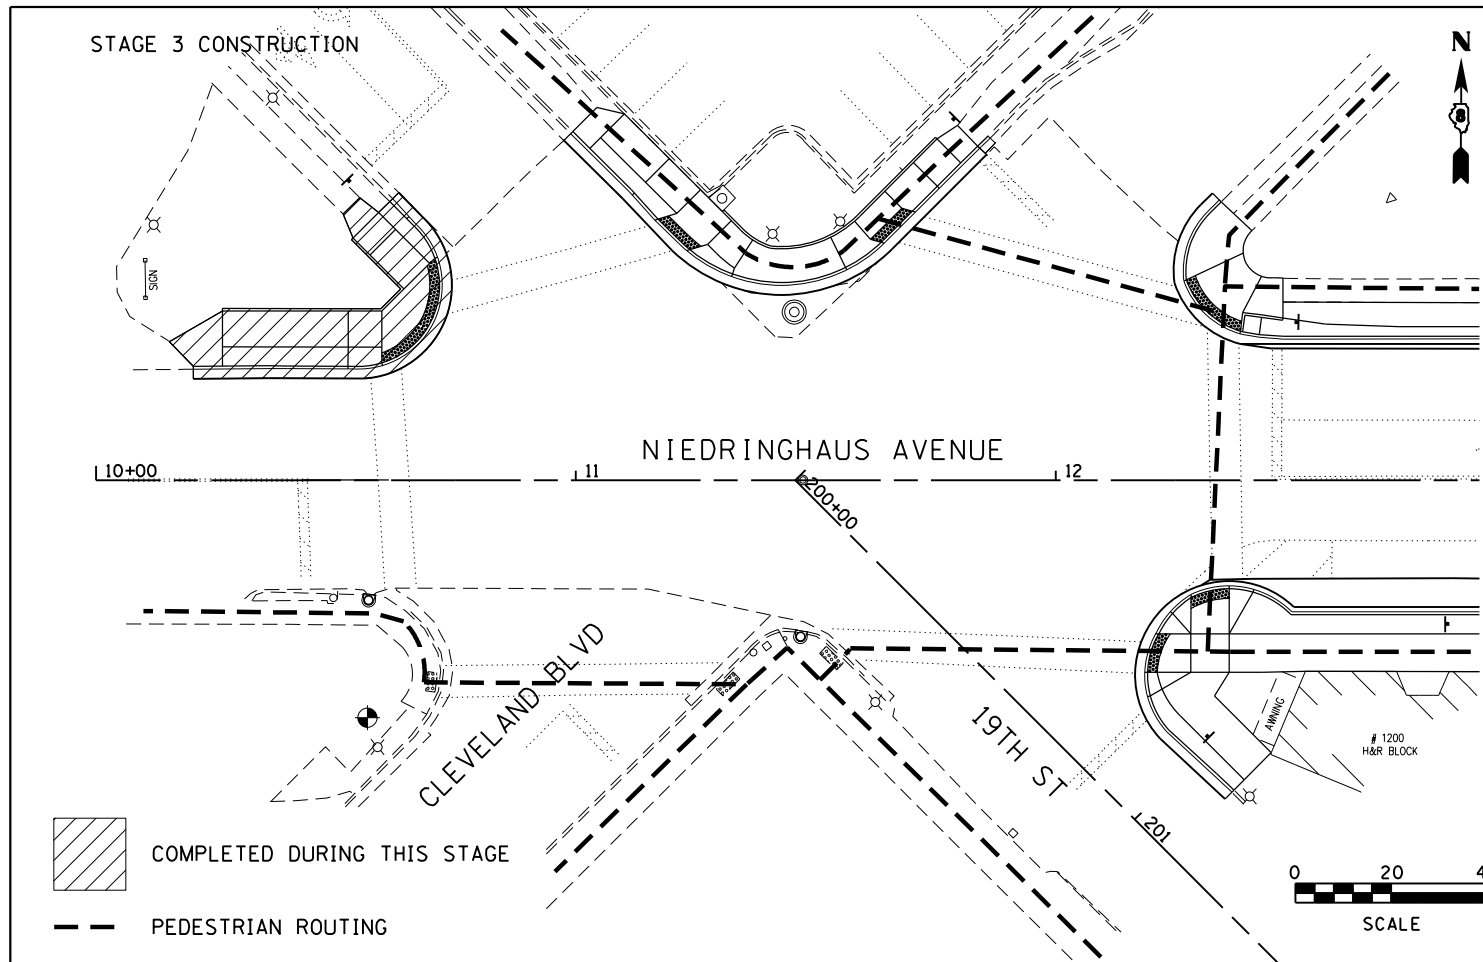 STAGE 3 CONSTRUCTION
N
SIGN
NIEDRINGHAUS AVENUE
10+00
11
12
200+00
CLEVELAND BLVD
19TH ST
AWNING
# 1200
H&R BLOCK
201
COMPLETED DURING THIS STAGE
PEDESTRIAN ROUTING
0 20 4
SCALE